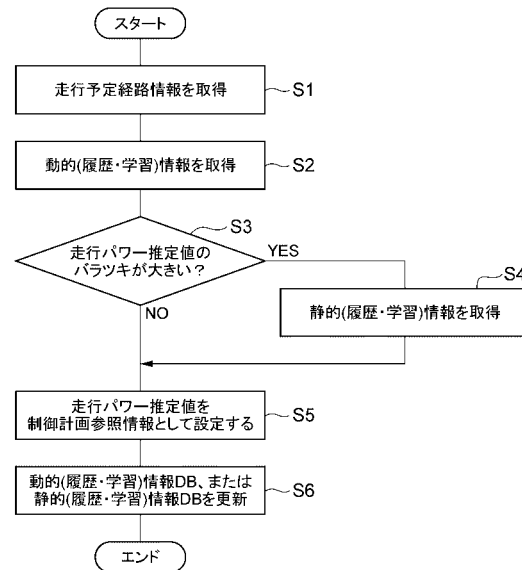 スタート
走行予定経路情報を取得
S1
動的(履歴・学習)情報を取得
S2
S3
走行パワー推定値の
バラツキが大きい？
YES
NO
S4
静的(履歴・学習)情報を取得
走行パワー推定値を
制御計画参照情報として設定する
S5
動的(履歴・学習)情報DB、または
静的(履歴・学習)情報DBを更新
S6
エンド